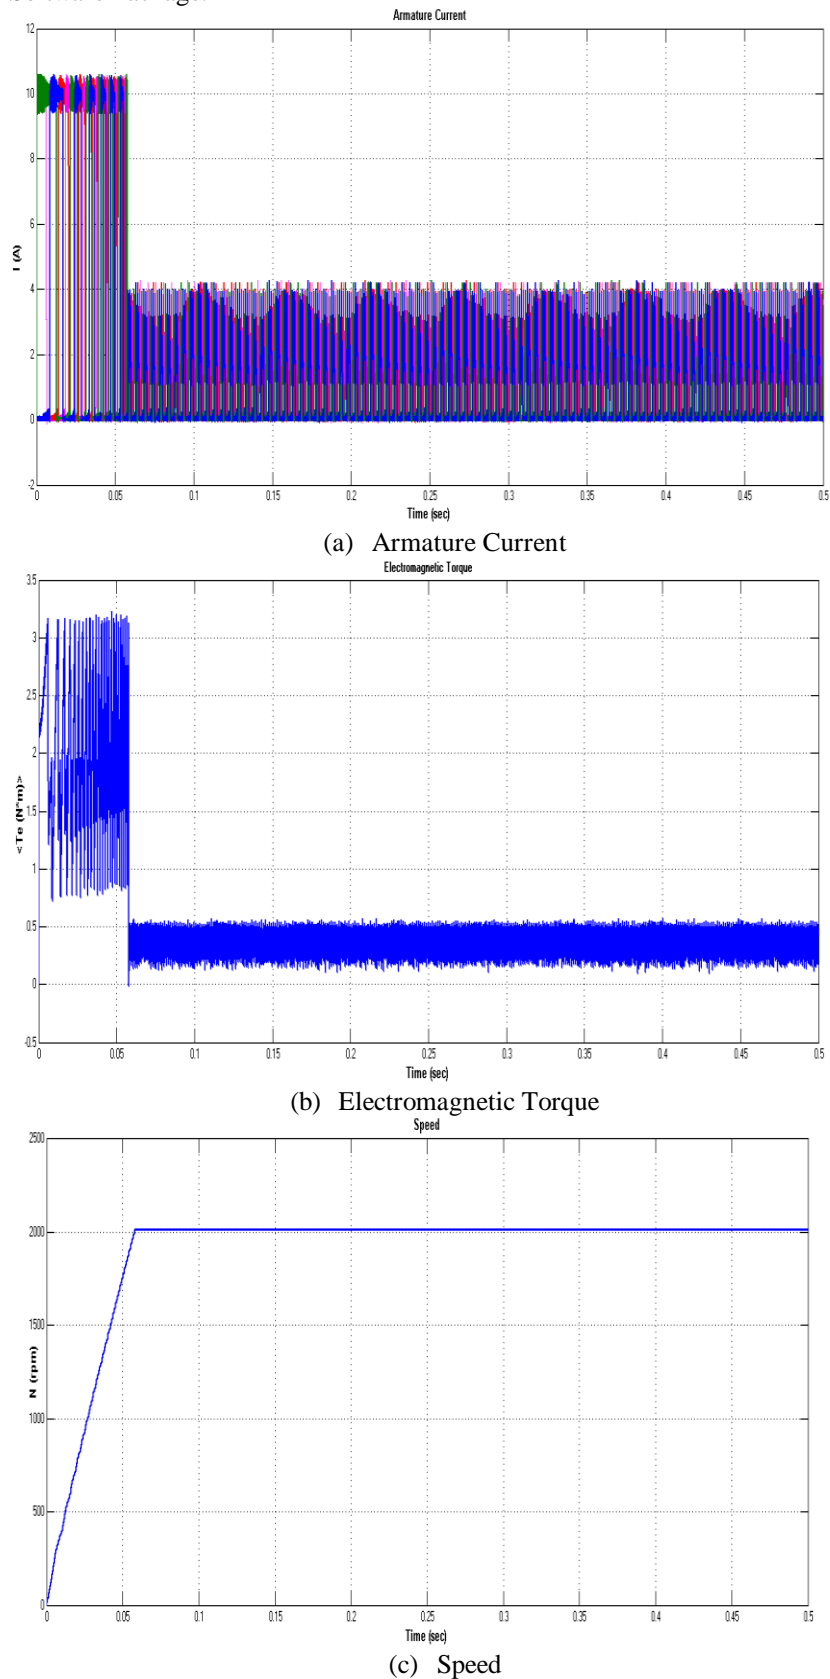 Armature Current
12
10
8
6
4
2
0
-2
I (A)
0 0.05 0.1 0.15 0.2 0.25 0.3 0.35 0.4 0.45 0.5
Time (sec)
(a) Armature Current
Electromagnetic Torque
3.5
3
2.5
2
1.5
1
0.5
0
-0.5
<Te (N*m)>
0 0.05 0.1 0.15 0.2 0.25 0.3 0.35 0.4 0.45 0.5
Time (sec)
(b) Electromagnetic Torque
Speed
2500
2000
1500
1000
500
0
N (rpm)
0 0.05 0.1 0.15 0.2 0.25 0.3 0.35 0.4 0.45 0.5
Time (sec)
(c) Speed